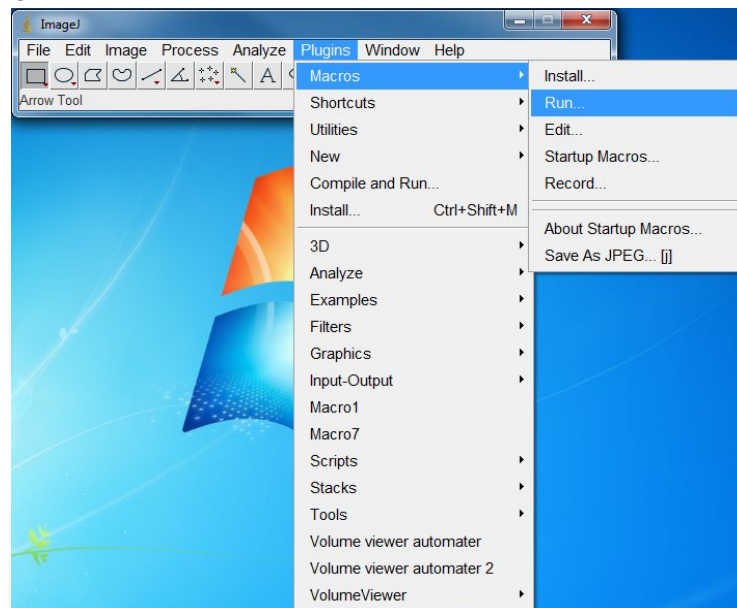 ImageJ
File Edit Image Process Analyze Plugins Window Help
A
Arrow Tool
Macros
Shortcuts
Utilities
New
Compile and Run...
Install... Ctrl+Shift+M
3D
Analyze
Examples
Filters
Graphics
Input-Output
Macro1
Macro7
Scripts
Stacks
Tools
Volume viewer automater
Volume viewer automater 2
VolumeViewer
Install...
Run...
Edit...
Startup Macros...
Record...
About Startup Macros...
Save As JPEG... [j]